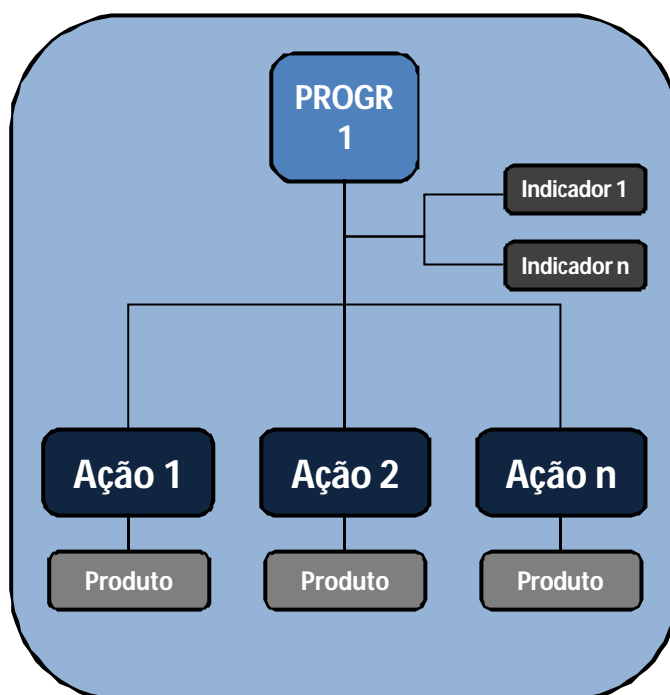 PROGR
1
Indicador 1
Indicador n
Ação 1
Ação 2
Ação n
Produto
Produto
Produto